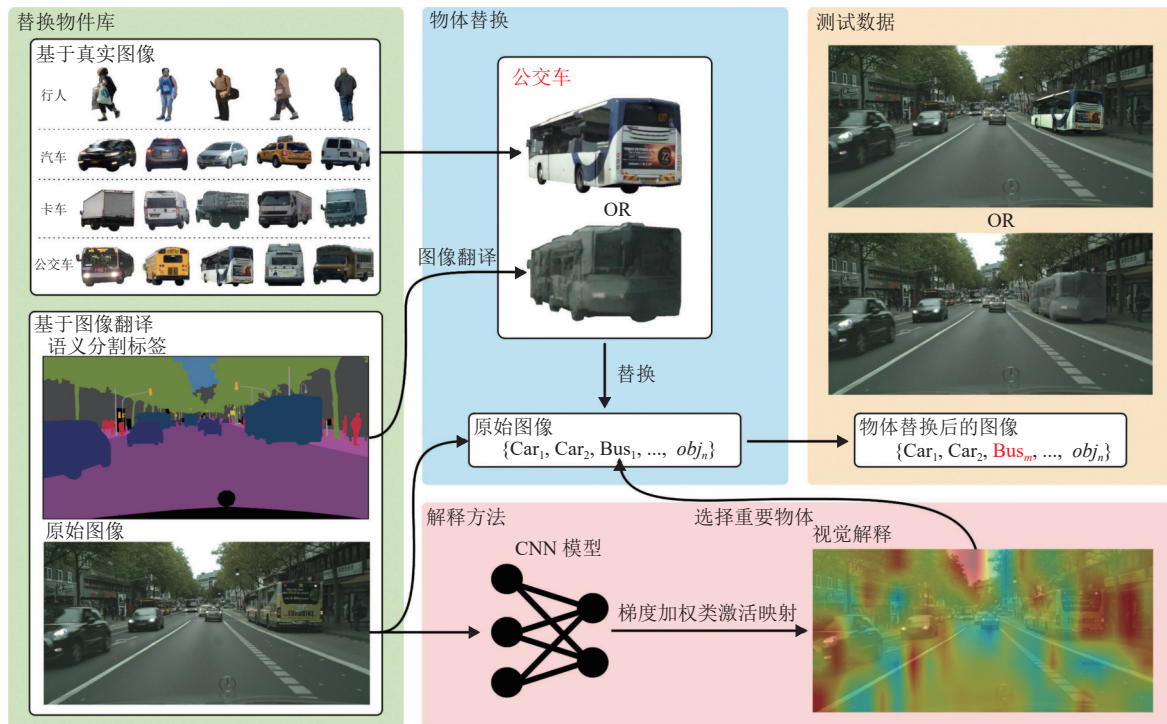 替换物件库
基于真实图像
行人
汽车
卡车
公交车
基于图像翻译
语义分割标签
原始图像
物体替换
公交车
OR
图像翻译
替换
原始图像
{Car₁, Car₂, Bus₁, ..., objₙ}
测试数据
OR
物体替换后的图像
{Car₁, Car₂, Busₘ, ..., objₙ}
解释方法
选择重要物体
CNN 模型
梯度加权类激活映射
视觉解释